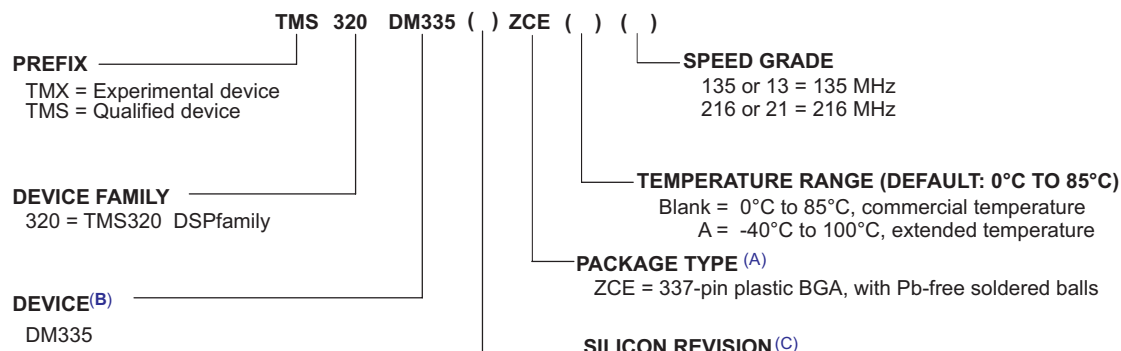 TMS 320 DM335 ( ) ZCE ( ) ( )
PREFIX
TMX = Experimental device
TMS = Qualified device
SPEED GRADE
135 or 13 = 135 MHz
216 or 21 = 216 MHz
DEVICE FAMILY
320 = TMS320 DSPfamily
TEMPERATURE RANGE (DEFAULT: 0°C TO 85°C)
Blank = 0°C to 85°C, commercial temperature
A = -40°C to 100°C, extended temperature
PACKAGE TYPE (A)
ZCE = 337-pin plastic BGA, with Pb-free soldered balls
DEVICE(B)
DM335
SILICON REVISION (C)